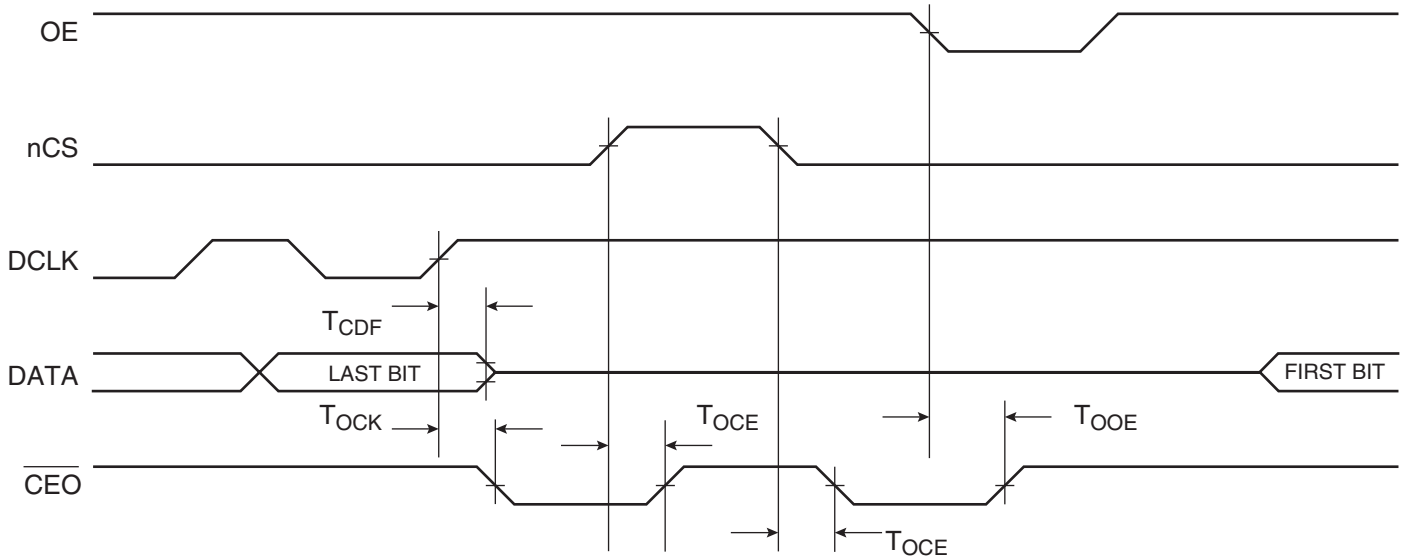 OE
nCS
DCLK
TCDF
DATA
LAST BIT
FIRST BIT
TOCK
TOCE
TOOE
CEO
TOCE